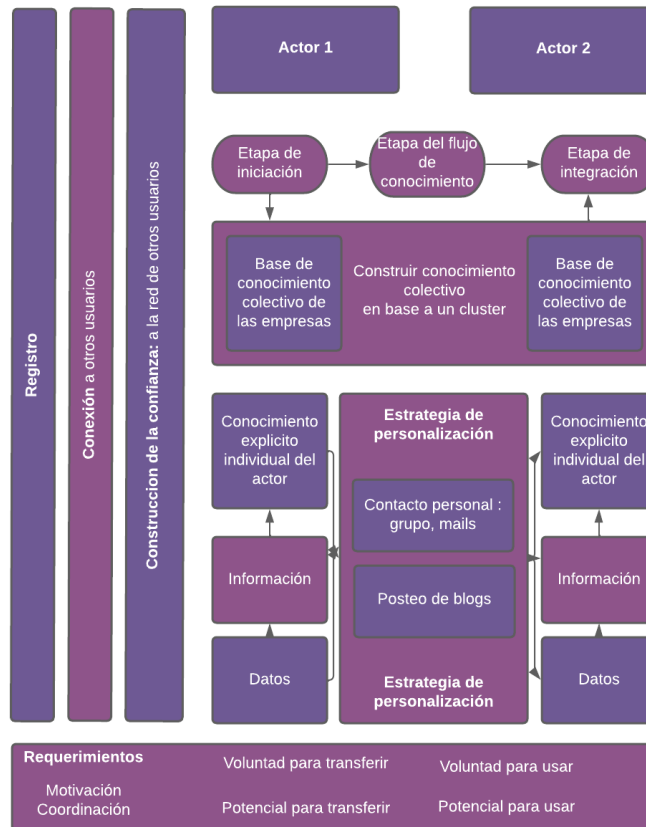 Registro
Conexión a otros usuarios
Construccion de la confianza: a la red de otros usuarios
Actor 1
Actor 2
Etapa de
iniciación
Etapa del flujo
de
conocimiento
Etapa de
integración
Base de
conocimiento
colectivo de
las empresas
Construir conocimiento
colectivo
en base a un cluster
Base de
conocimiento
colectivo de
las empresas
Conocimiento
explicito
individual del
actor
Información
Datos
Estrategia de
personalización
Contacto personal :
grupo, mails
Posteo de blogs
Estrategia de
personalización
Conocimiento
explicito
individual del
actor
Información
Datos
Requerimientos
Motivación
Coordinación
Voluntad para transferir
Potencial para transferir
Voluntad para usar
Potencial para usar